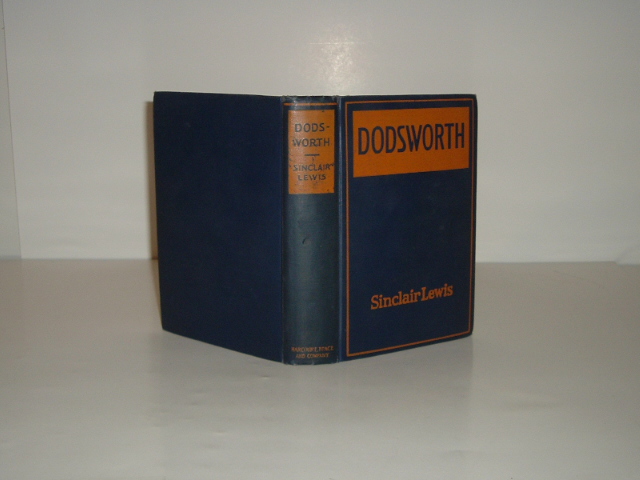 DODS-
WORTH
SINCLAIR
LEWIS
HARCOURT, BRACE
AND COMPANY
DODSWORTH
Sinclair Lewis